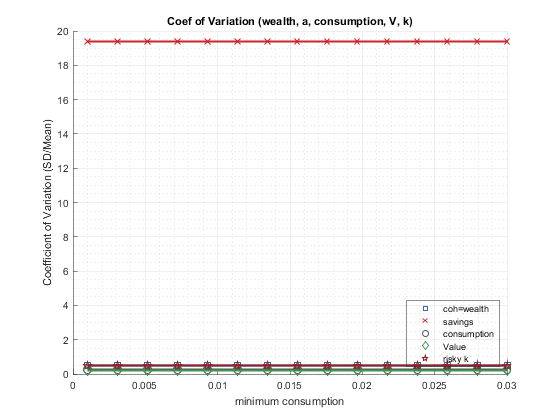 Coef of Variation (wealth, a, consumption, V, k)
Coefficient of Variation (SD/Mean)
20
18
16
14
12
10
8
6
4
2
0
0
0.005
0.01
0.015
0.02
0.025
0.03
minimum consumption
coh=wealth
savings
consumption
Value
risky k